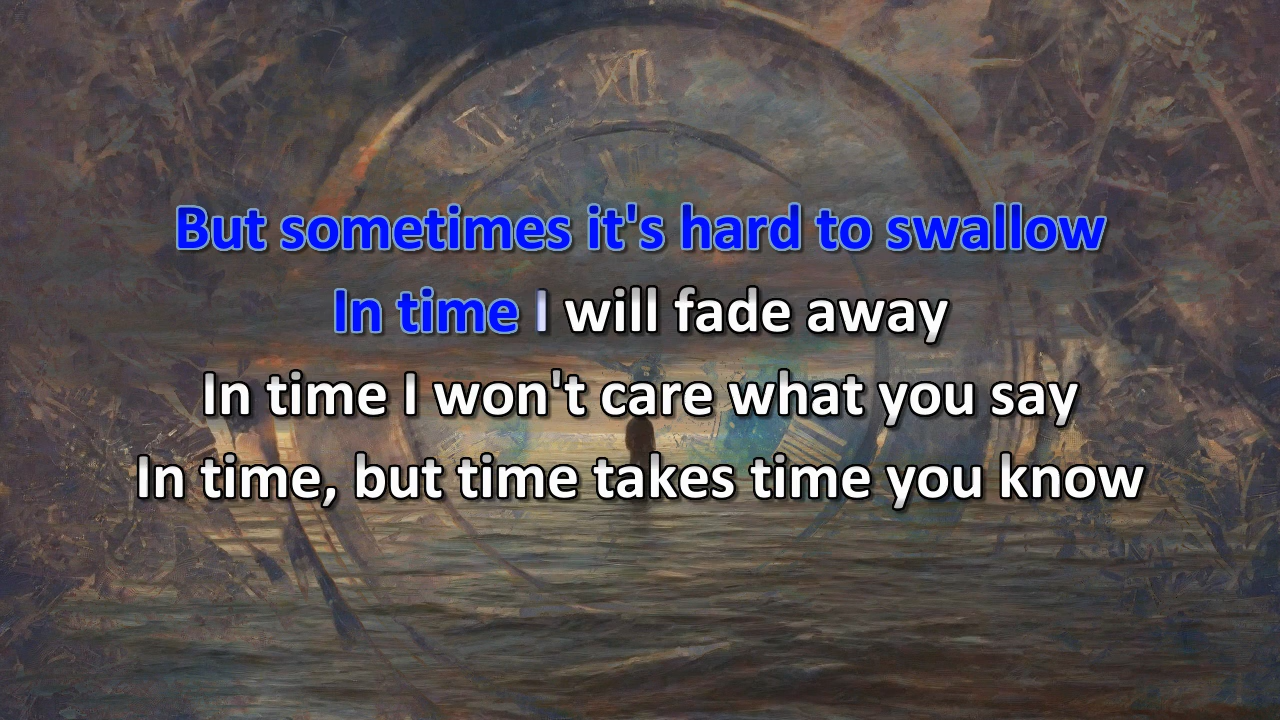 XII
But sometimes it's hard to swallow
In time I will fade away
In time I won't care what you say
In time, but time takes time you know